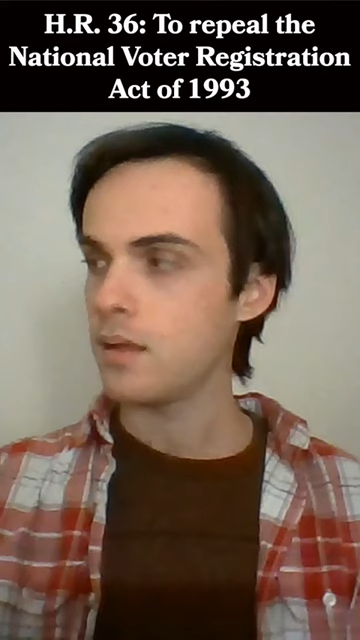 H.R. 36: To repeal the
National Voter Registration
Act of 1993